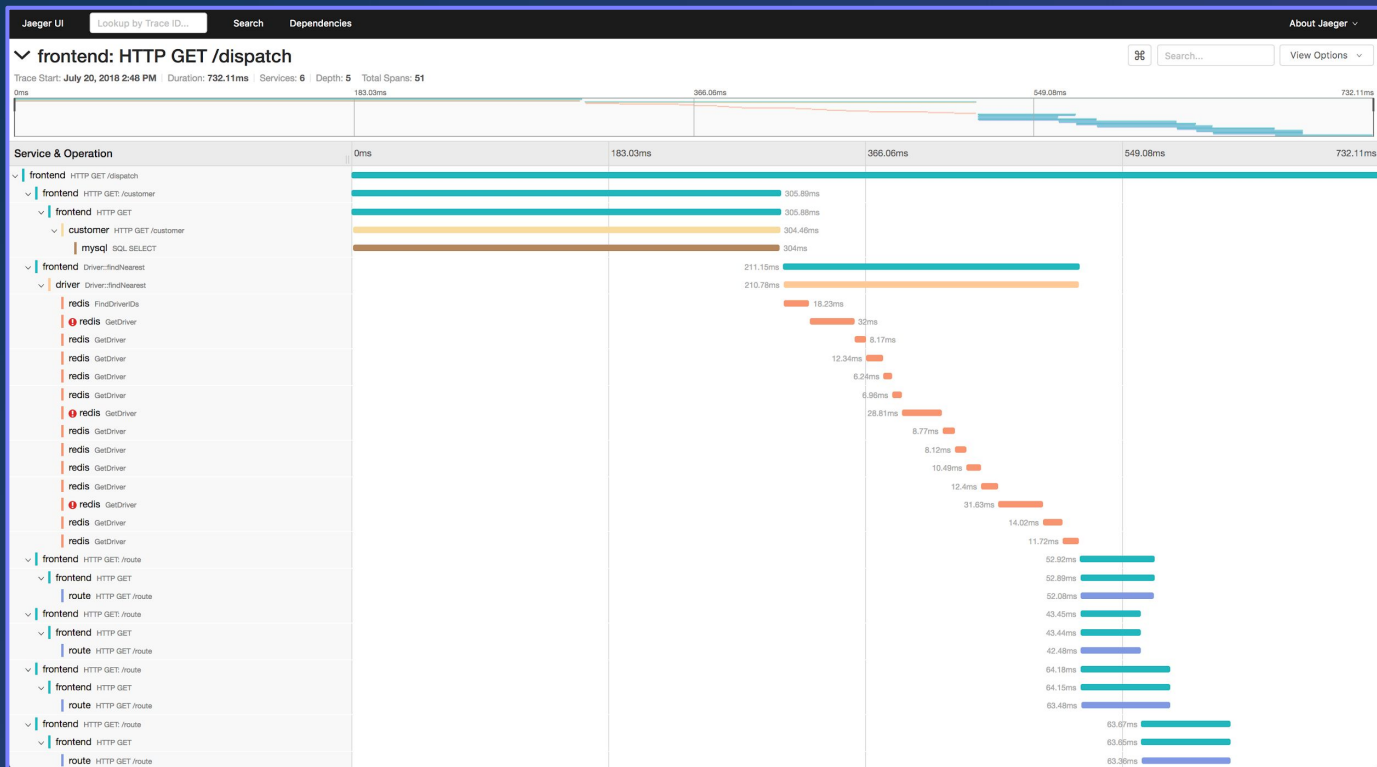 Jaeger UI Lookup by Trace ID... Search Dependencies About Jaeger
frontend: HTTP GET /dispatch ⌘ Search... View Options
Trace Start: July 20, 2018 2:48 PM Duration: 732.11ms Services: 6 Depth: 5 Total Spans: 51
0ms 183.03ms 366.06ms 549.08ms 732.11ms
Service & Operation 0ms 183.03ms 366.06ms 549.08ms 732.11ms
frontend HTTP GET /dispatch
frontend HTTP GET: /customer 305.89ms
frontend HTTP GET 305.88ms
customer HTTP GET /customer 304.46ms
mysql SQL SELECT 304ms
frontend Driver::findNearest 211.15ms
driver Driver::findNearest 210.78ms
redis FindDriverIDs 18.23ms
redis GetDriver 32ms
redis GetDriver 8.17ms
redis GetDriver 12.34ms
redis GetDriver 6.24ms
redis GetDriver 6.96ms
redis GetDriver 28.81ms
redis GetDriver 8.77ms
redis GetDriver 8.12ms
redis GetDriver 10.49ms
redis GetDriver 12.4ms
redis GetDriver 31.83ms
redis GetDriver 14.02ms
redis GetDriver 11.72ms
frontend HTTP GET: /route 52.92ms
frontend HTTP GET 52.89ms
route HTTP GET /route 52.08ms
frontend HTTP GET: /route 43.45ms
frontend HTTP GET 43.44ms
route HTTP GET /route 42.48ms
frontend HTTP GET: /route 64.18ms
frontend HTTP GET 64.15ms
route HTTP GET /route 63.48ms
frontend HTTP GET: /route 63.67ms
frontend HTTP GET 63.65ms
route HTTP GET /route 63.36ms